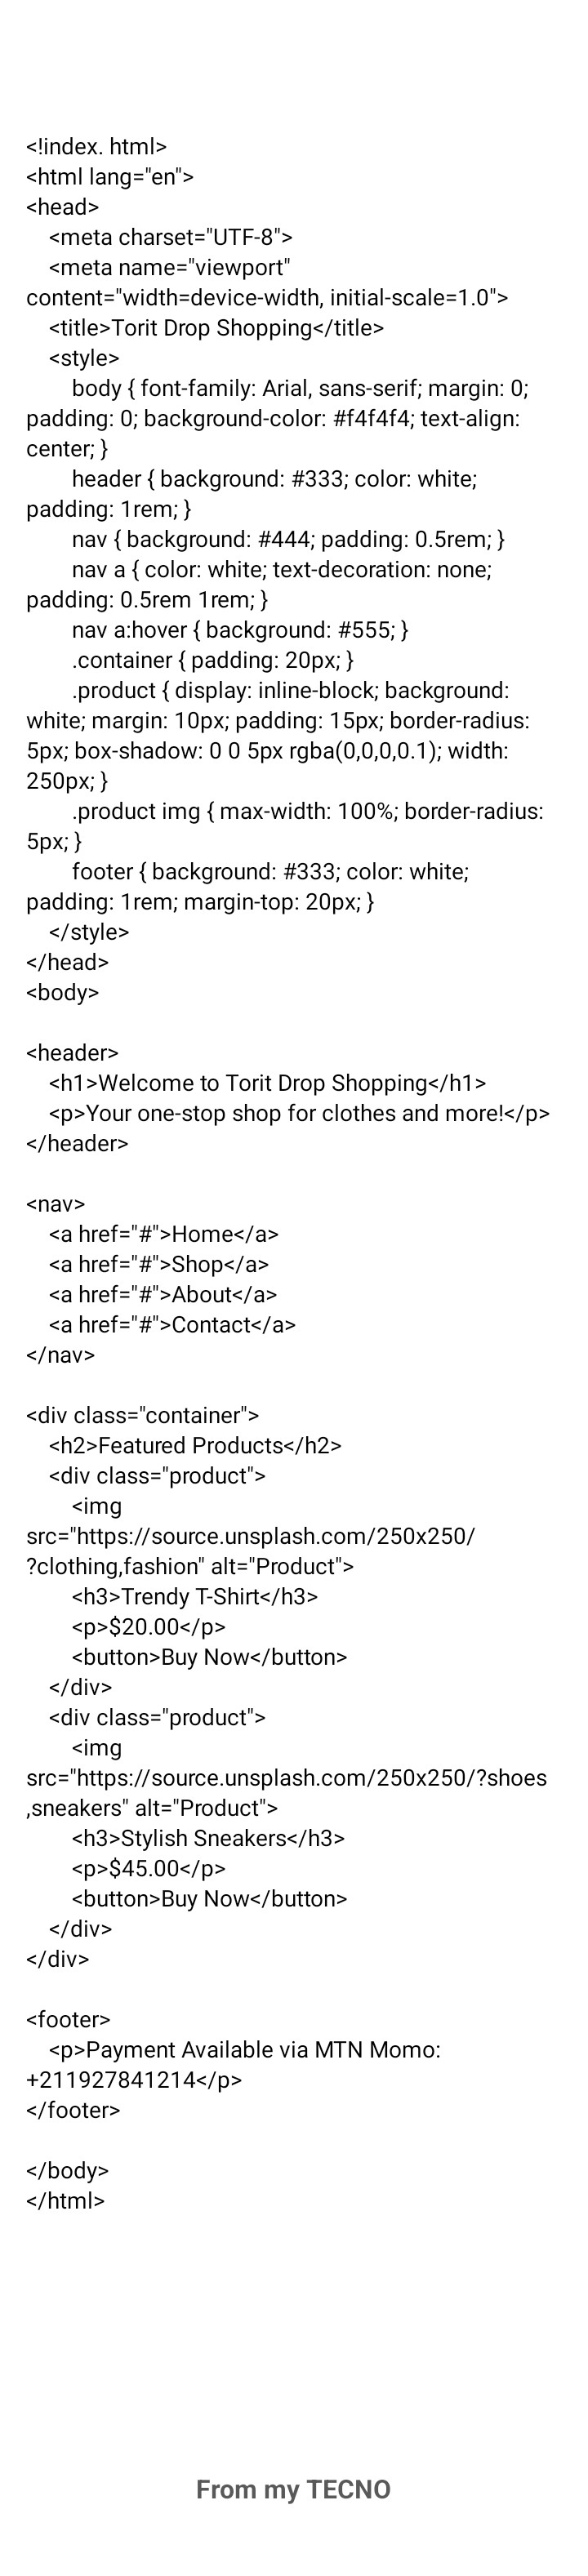 <!index. html>
<html lang="en">
<head>
    <meta charset="UTF-8">
    <meta name="viewport"
content="width=device-width, initial-scale=1.0">
    <title>Torit Drop Shopping</title>
    <style>
        body { font-family: Arial, sans-serif; margin: 0;
padding: 0; background-color: #f4f4f4; text-align:
center; }
        header { background: #333; color: white;
padding: 1rem; }
        nav { background: #444; padding: 0.5rem; }
        nav a { color: white; text-decoration: none;
padding: 0.5rem 1rem; }
        nav a:hover { background: #555; }
        .container { padding: 20px; }
        .product { display: inline-block; background:
white; margin: 10px; padding: 15px; border-radius:
5px; box-shadow: 0 0 5px rgba(0,0,0,0.1); width:
250px; }
        .product img { max-width: 100%; border-radius:
5px; }
        footer { background: #333; color: white;
padding: 1rem; margin-top: 20px; }
    </style>
</head>
<body>

<header>
    <h1>Welcome to Torit Drop Shopping</h1>
    <p>Your one-stop shop for clothes and more!</p>
</header>

<nav>
    <a href="#">Home</a>
    <a href="#">Shop</a>
    <a href="#">About</a>
    <a href="#">Contact</a>
</nav>

<div class="container">
    <h2>Featured Products</h2>
    <div class="product">
        <img
src="https://source.unsplash.com/250x250/
?clothing,fashion" alt="Product">
        <h3>Trendy T-Shirt</h3>
        <p>$20.00</p>
        <button>Buy Now</button>
    </div>
    <div class="product">
        <img
src="https://source.unsplash.com/250x250/?shoes
,sneakers" alt="Product">
        <h3>Stylish Sneakers</h3>
        <p>$45.00</p>
        <button>Buy Now</button>
    </div>
</div>

<footer>
    <p>Payment Available via MTN Momo:
+211927841214</p>
</footer>

</body>
</html>

From my TECNO